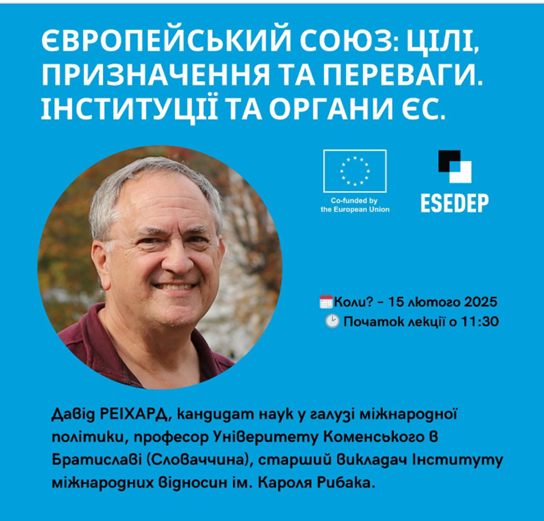 ЄВРОПЕЙСЬКИЙ СОЮЗ: ЦІЛІ,
ПРИЗНАЧЕННЯ ТА ПЕРЕВАГИ.
ІНСТИТУЦІЇ ТА ОРГАНИ ЄС.
Co-funded by
the European Union
ESEDEP
Коли? - 15 лютого 2025
Початок лекції о 11:30
Давід РЕІХАРД, кандидат наук у галузі міжнародної
політики, професор Універитету Коменського в
Братиславі (Словаччина), старший викладач Інституту
міжнародних відносин ім. Кароля Рибака.